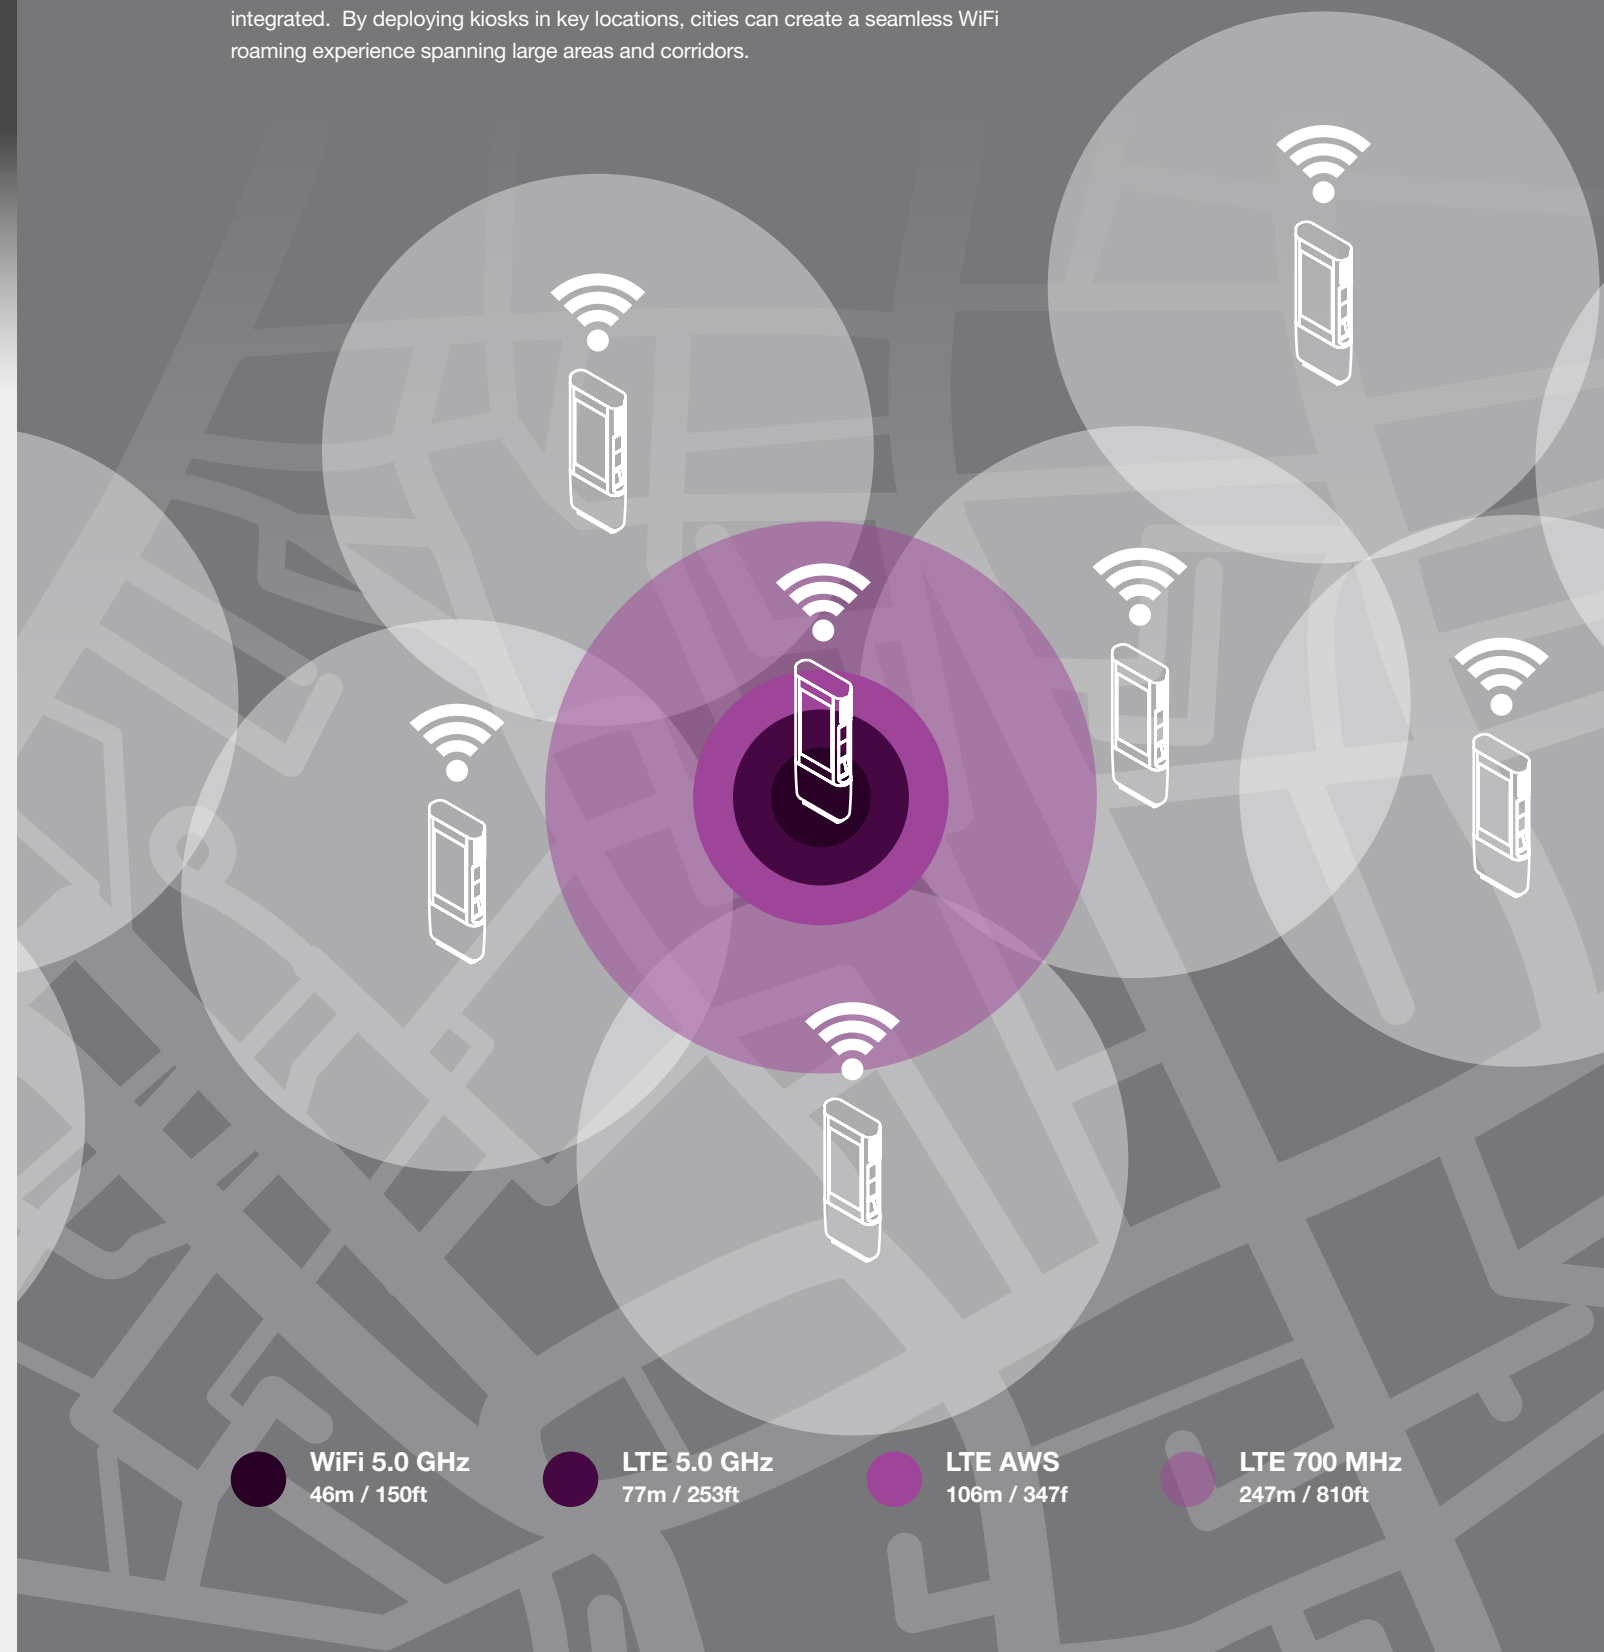 integrated.  By deploying kiosks in key locations, cities can create a seamless WiFi
roaming experience spanning large areas and corridors.
WiFi 5.0 GHz
46m / 150ft
LTE 5.0 GHz
77m / 253ft
LTE AWS
106m / 347f
LTE 700 MHz
247m / 810ft